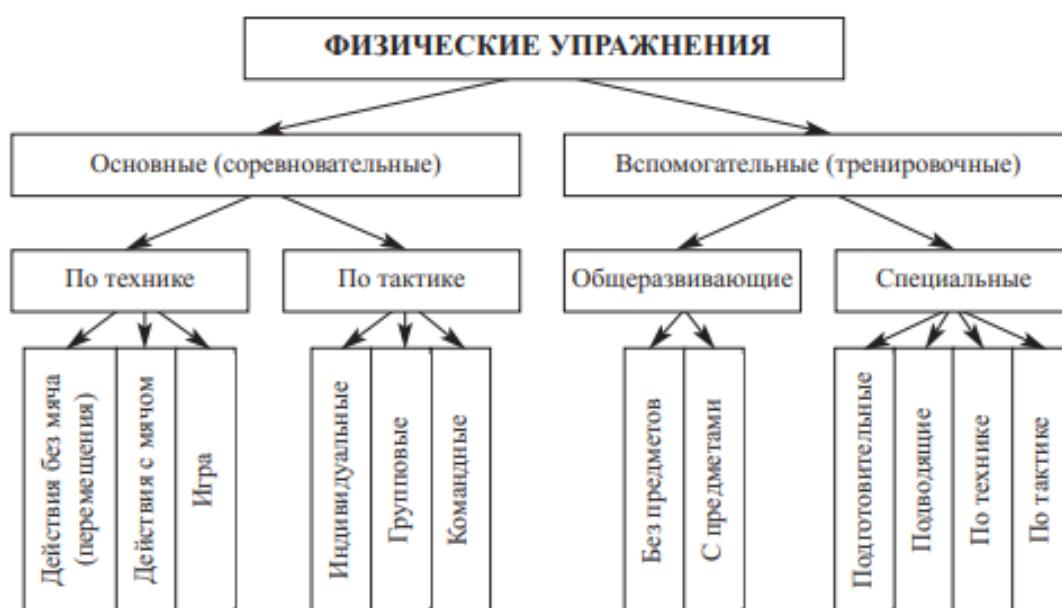 ФИЗИЧЕСКИЕ УПРАЖНЕНИЯ
Основные (соревновательные)
Вспомогательные (тренировочные)
По технике
По тактике
Общеразвивающие
Специальные
Действия без мяча
(перемещения)
Действия с мячом
Игра
Индивидуальные
Групповые
Командные
Без предметов
С предметами
Подготовительные
Подводящие
По технике
По тактике